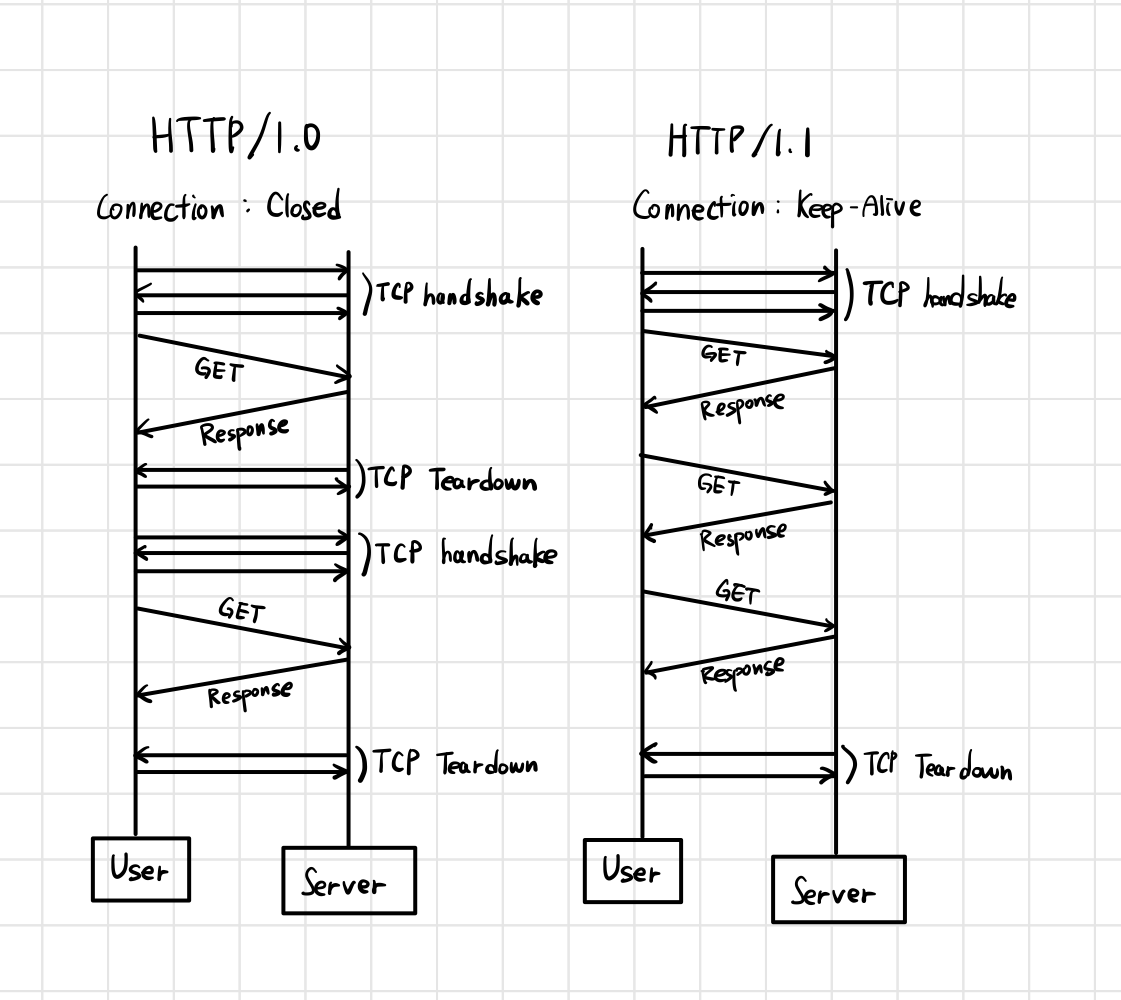 HTTP/1.0
Connection : Closed
TCP handshake
GET
Response
TCP Teardown
TCP handshake
GET
Response
TCP Teardown
User
Server
HTTP/1.1
Connection : Keep-Alive
TCP handshake
GET
Response
GET
Response
GET
Response
TCP Teardown
User
Server